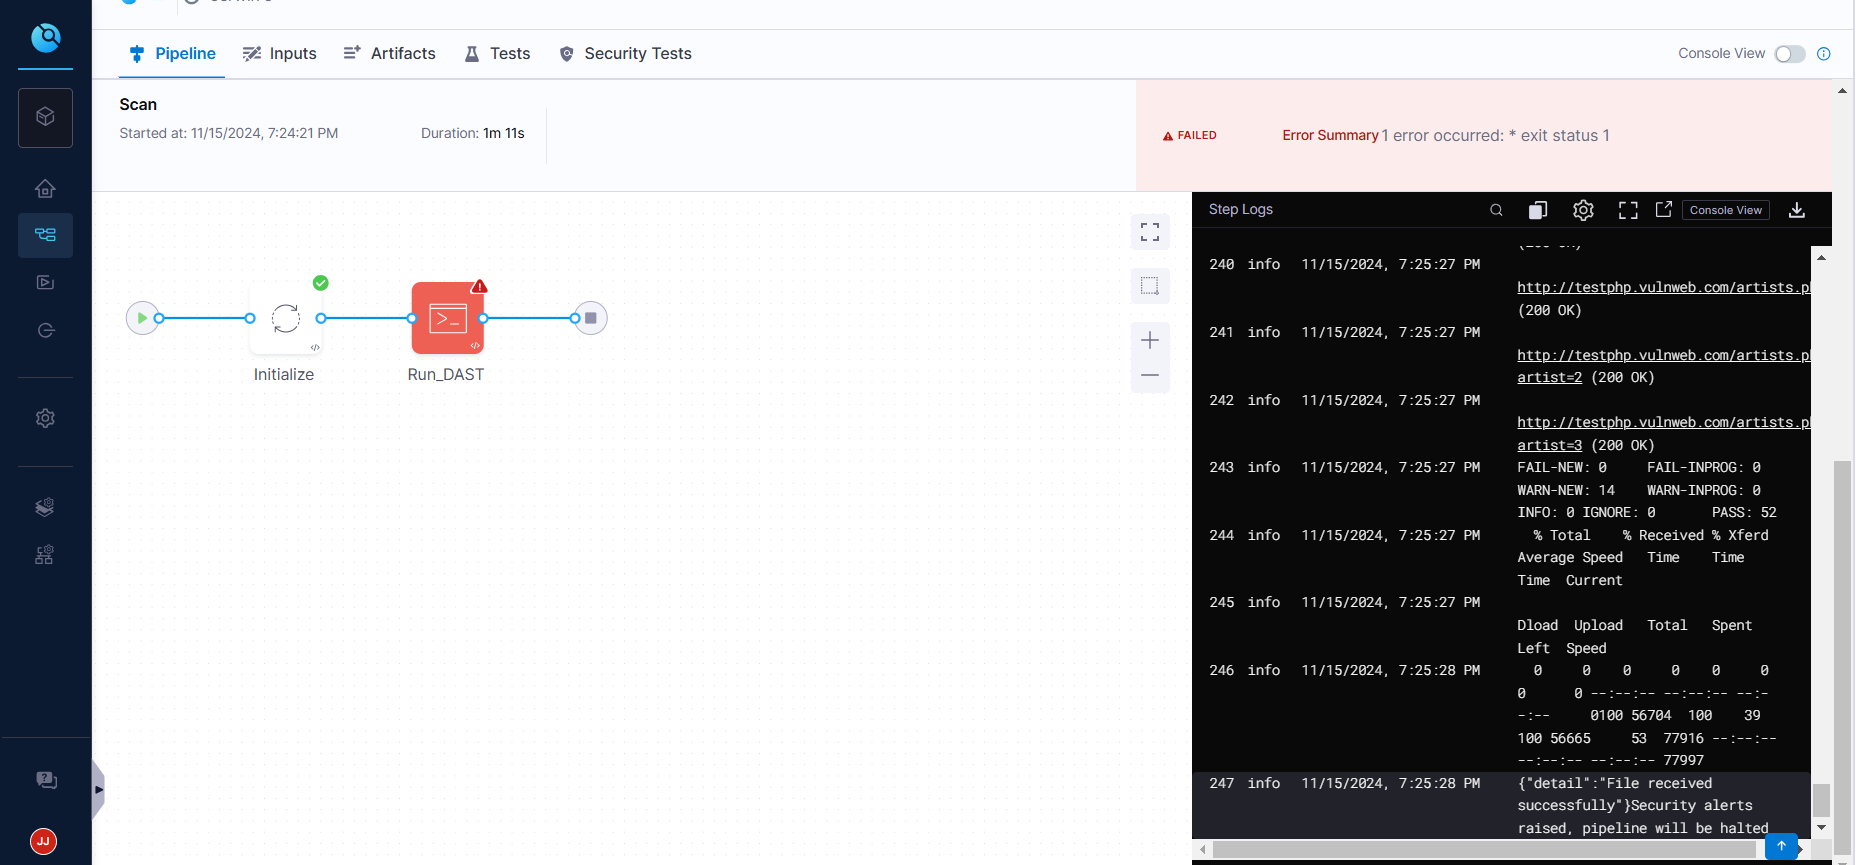 Pipeline
Inputs
Artifacts
Tests
Security Tests
Console View
Scan
Started at: 11/15/2024, 7:24:21 PM
Duration: 1m 11s
FAILED
Error Summary 1 error occurred: * exit status 1
Initialize
Run_DAST
Step Logs
Console View
240 info 11/15/2024, 7:25:27 PM
http://testphp.vulnweb.com/artists.p
(200 OK)
241 info 11/15/2024, 7:25:27 PM
http://testphp.vulnweb.com/artists.p
artist=2 (200 OK)
242 info 11/15/2024, 7:25:27 PM
http://testphp.vulnweb.com/artists.p
artist=3 (200 OK)
243 info 11/15/2024, 7:25:27 PM FAIL-NEW: 0 FAIL-INPROG: 0
WARN-NEW: 14 WARN-INPROG: 0
INFO: 0 IGNORE: 0 PASS: 52
244 info 11/15/2024, 7:25:27 PM % Total % Received % Xferd
Average Speed Time Time
Time Current
245 info 11/15/2024, 7:25:27 PM
Dload Upload Total Spent
Left Speed
246 info 11/15/2024, 7:25:28 PM 0 0 0 0 0 0
0 0 --:--:-- --:--:-- --:-
-:-- 0100 56704 100 39
100 56665 53 77916 --:--:--
--:--:-- --:--:-- 77997
247 info 11/15/2024, 7:25:28 PM {"detail":"File received
successfully"}Security alerts
raised, pipeline will be halted
JJ